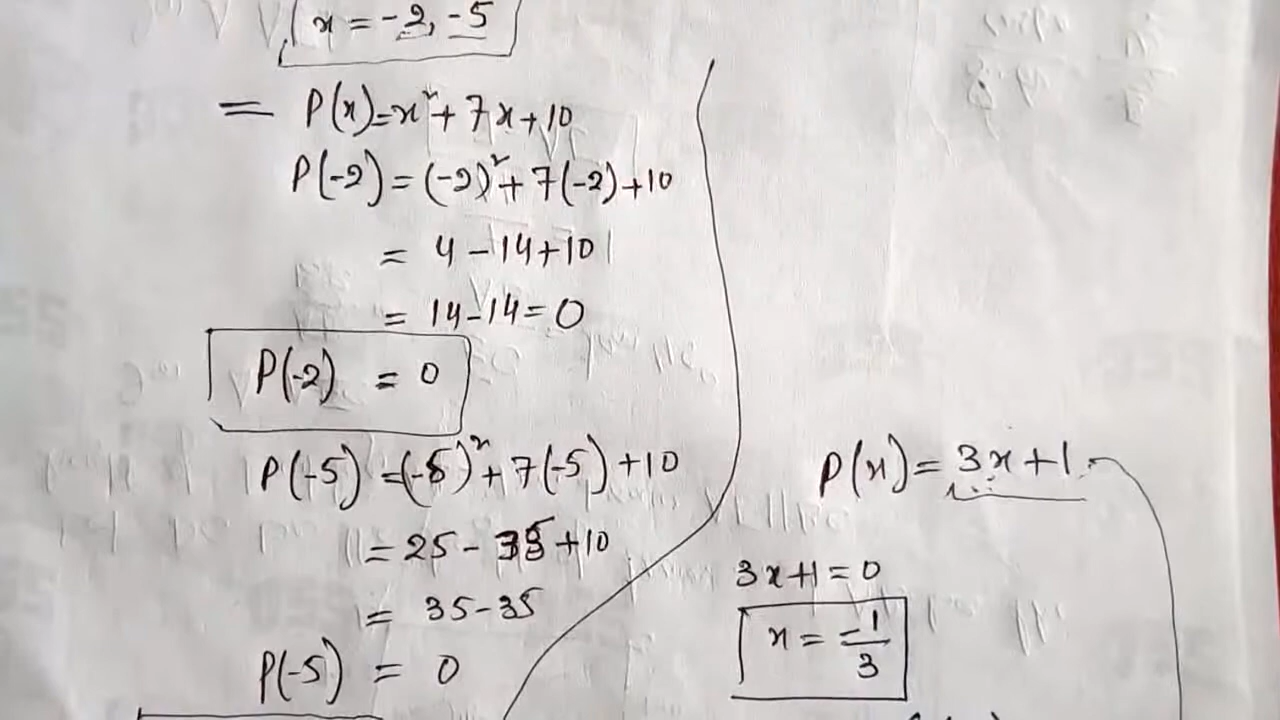 x = -2, -5
= P(x)=x²+7x+10
P(-2)=(-2)²+7(-2)+10
= 4-14+10
= 14-14=0
P(-2) = 0
P(-5)=(-5)²+7(-5)+10
=25-35+10
= 35-35
P(-5) = 0
P(x)=3x+1
3x+1=0
x = -1/3